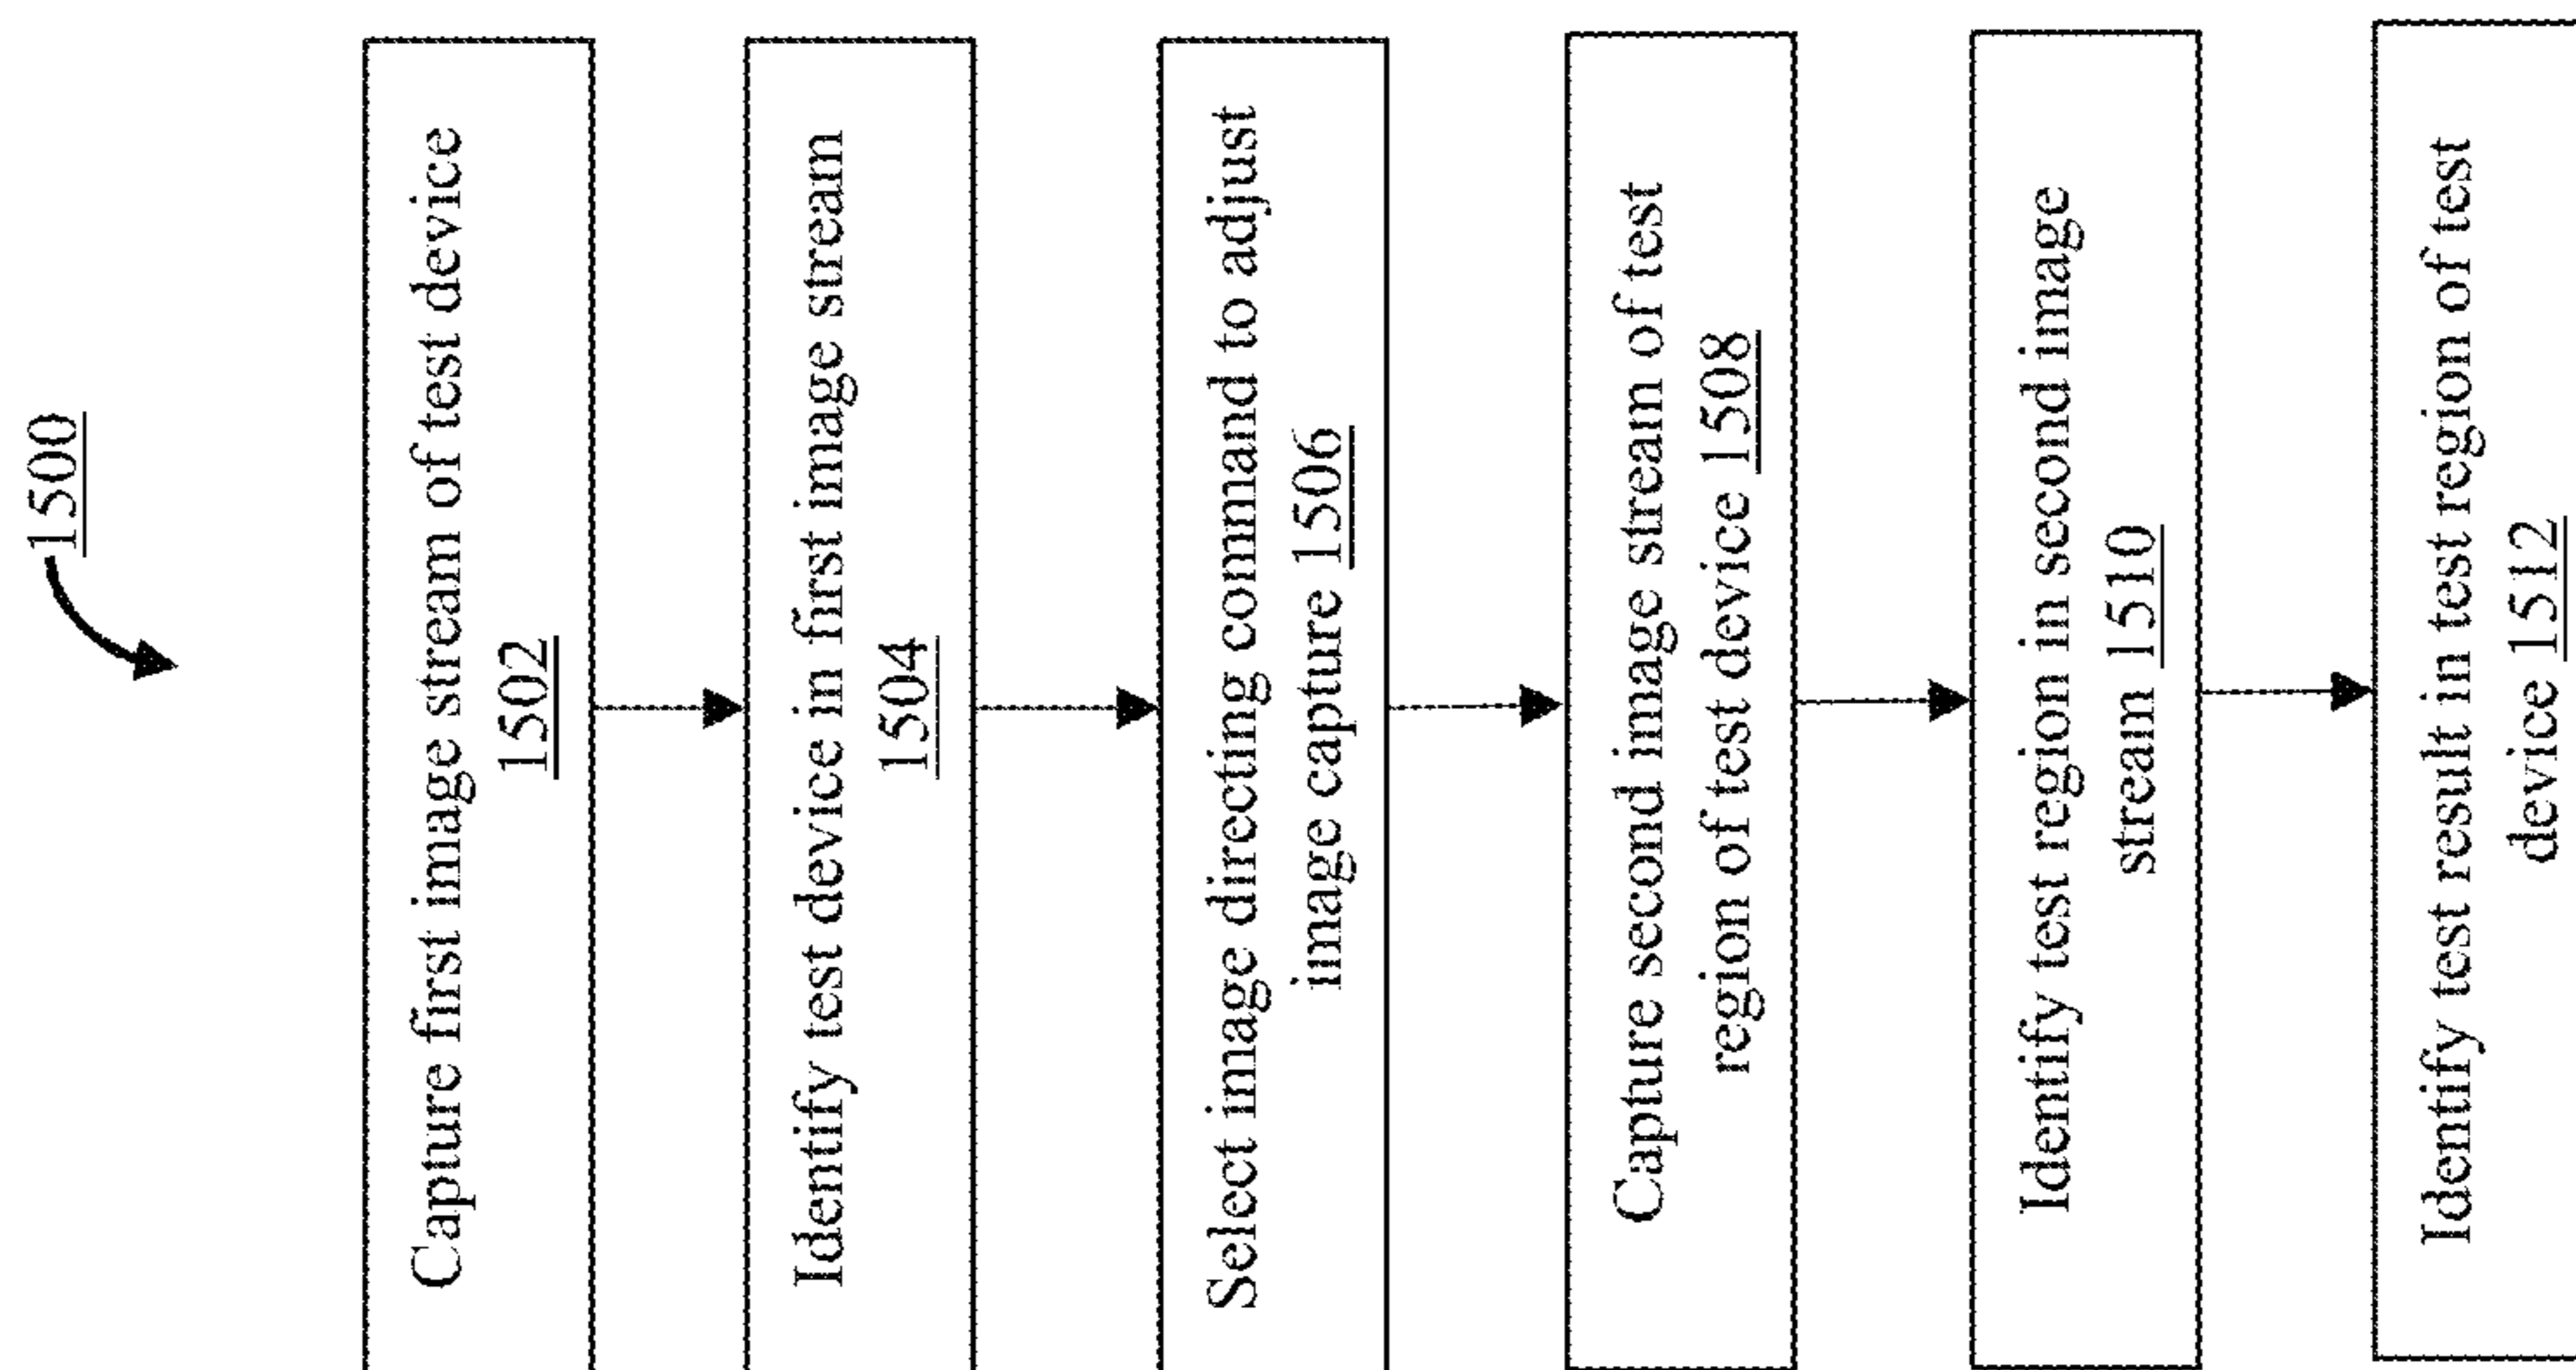 1500
Capture first image stream of test device
1502
Identify test device in first image stream
1504
Select image directing command to adjust
image capture 1506
Capture second image stream of test
region of test device 1508
Identify test region in second image
stream 1510
Identify test result in test region of test
device 1512